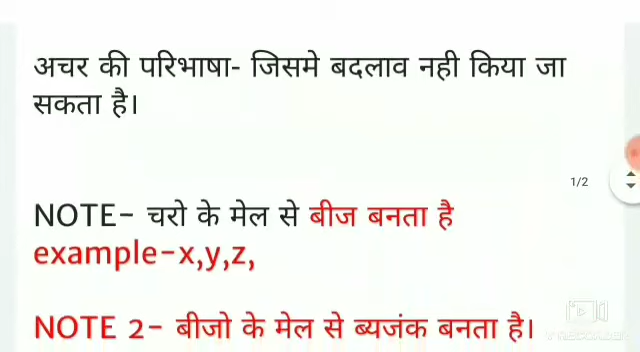 अचर की परिभाषा- जिसमे बदलाव नही किया जा
सकता है।
1/2
NOTE- चरो के मेल से बीज बनता है
example-x,y,z,
NOTE 2- बीजो के मेल से ब्यजंक बनता है।